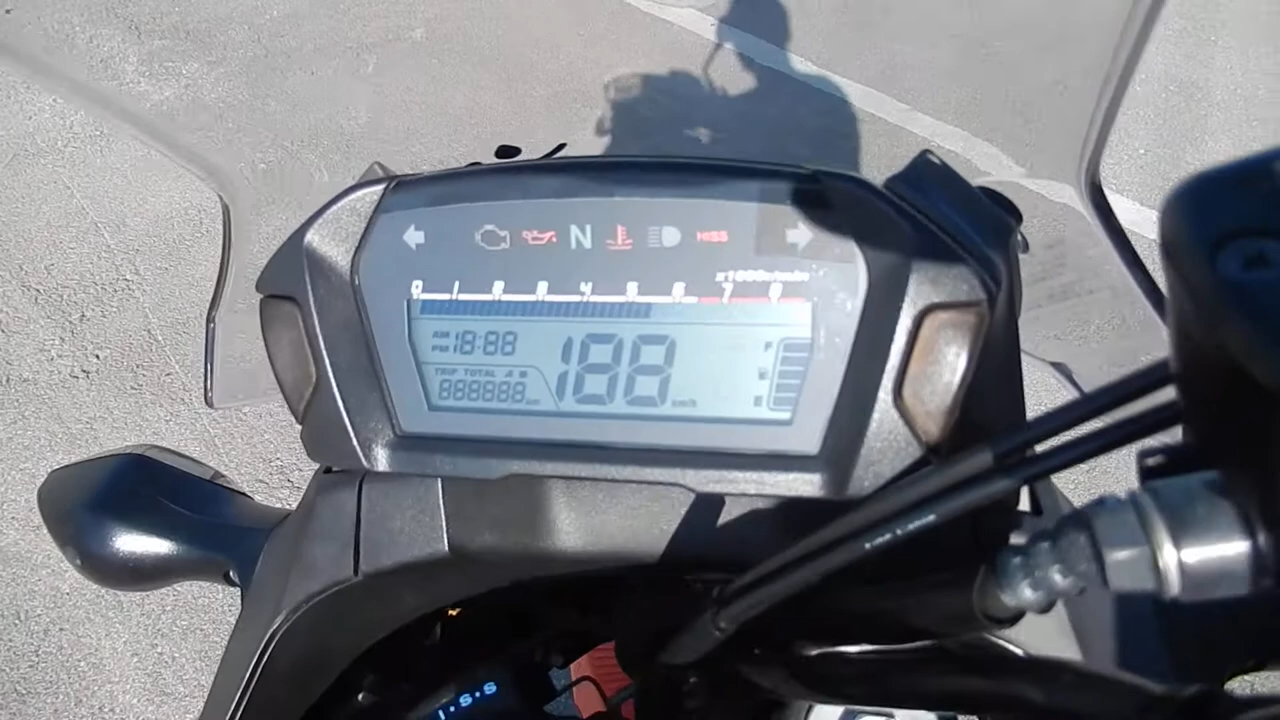 N HISS
x1000r/min
0 1 2 3 4 5 6 7 8
AM
PM 18:88
188
F
TRIP TOTAL A B
888888 km
km/h
E
H.I.S.S